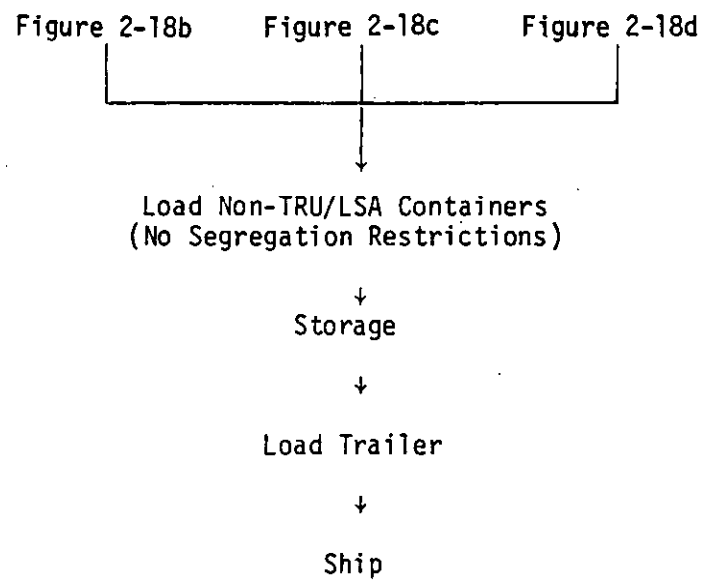 Figure 2-18b Figure 2-18c Figure 2-18d
Load Non-TRU/LSA Containers
(No Segregation Restrictions)
Storage
Load Trailer
Ship